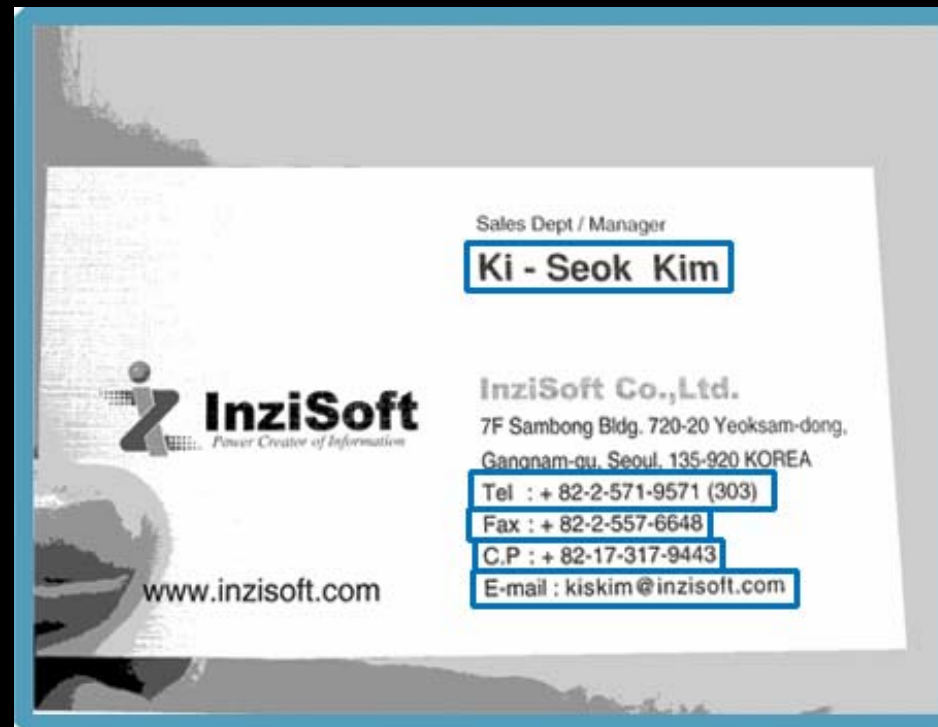 Sales Dept / Manager
Ki - Seok Kim
InziSoft
Power Creator of Information
InziSoft Co.,Ltd.
7F Sambong Bldg. 720-20 Yeoksam-dong,
Gangnam-gu, Seoul, 135-920 KOREA
Tel : + 82-2-571-9571 (303)
Fax : + 82-2-557-6648
C.P : + 82-17-317-9443
E-mail : kiskim@inzisoft.com
www.inzisoft.com